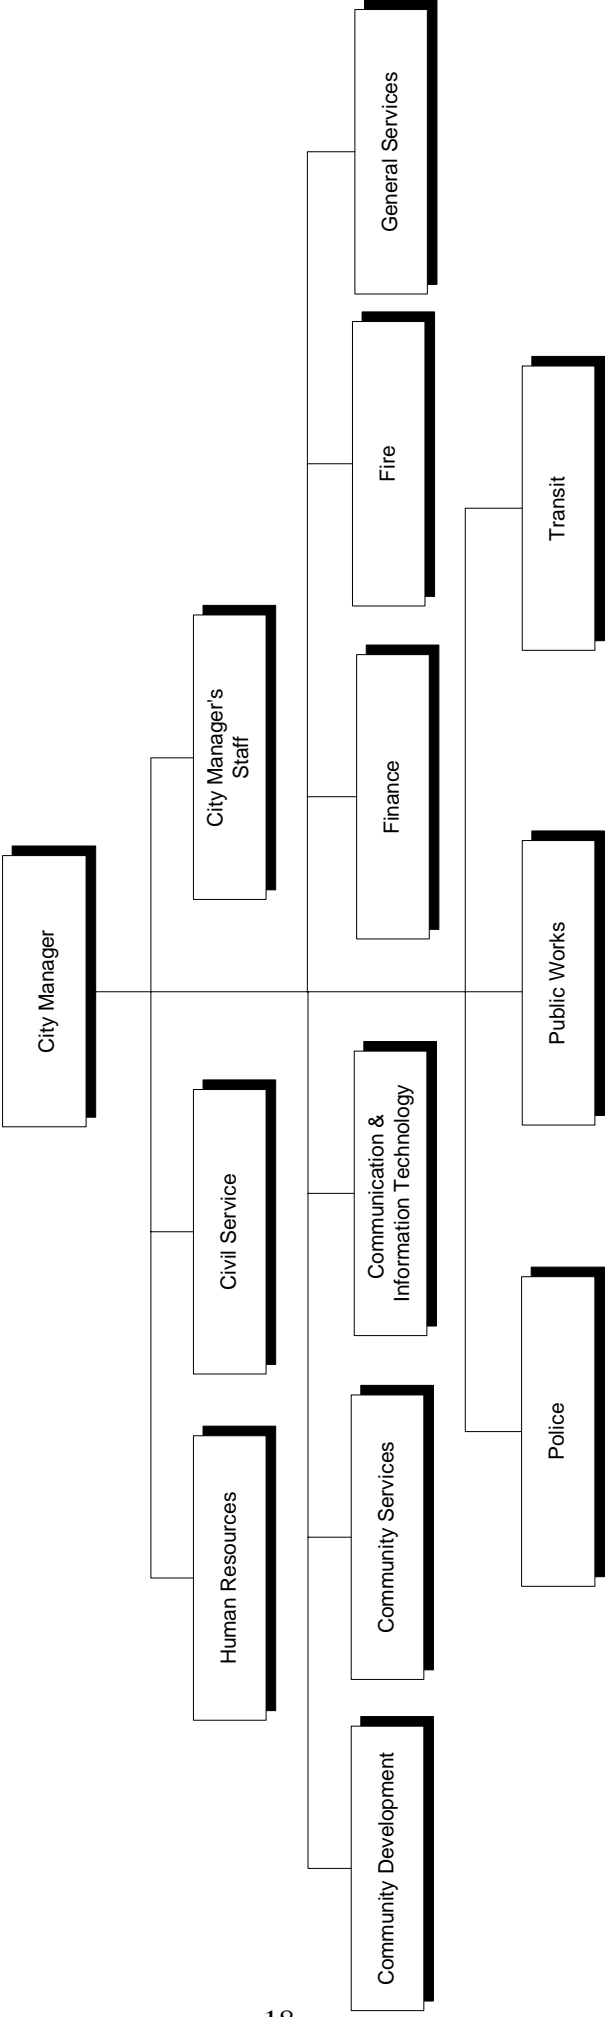 City Manager
Human Resources
Civil Service
City Manager's
Staff
Community Development
Community Services
Communication &
Information Technology
Finance
Fire
General Services
Police
Public Works
Transit